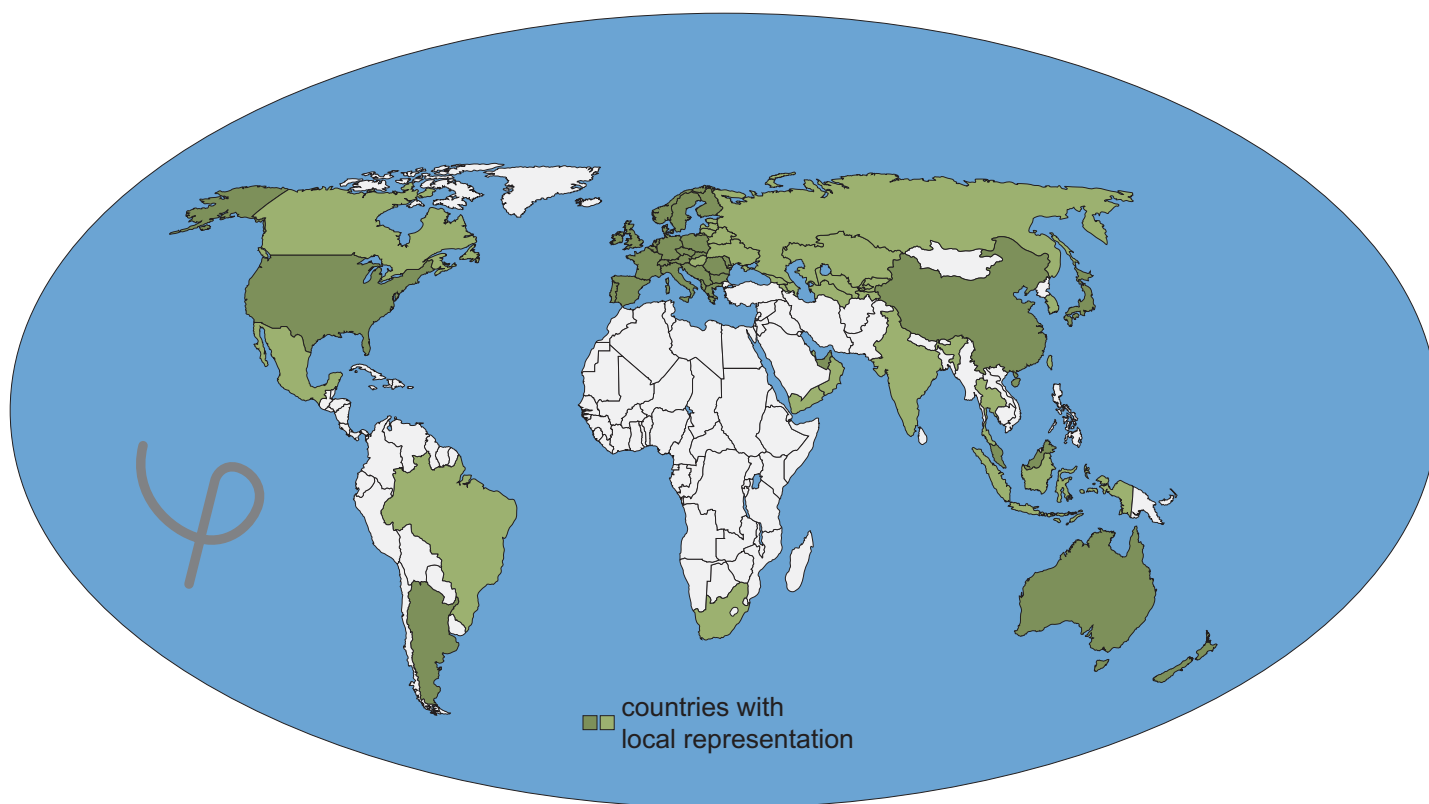 φ
countries with
local representation